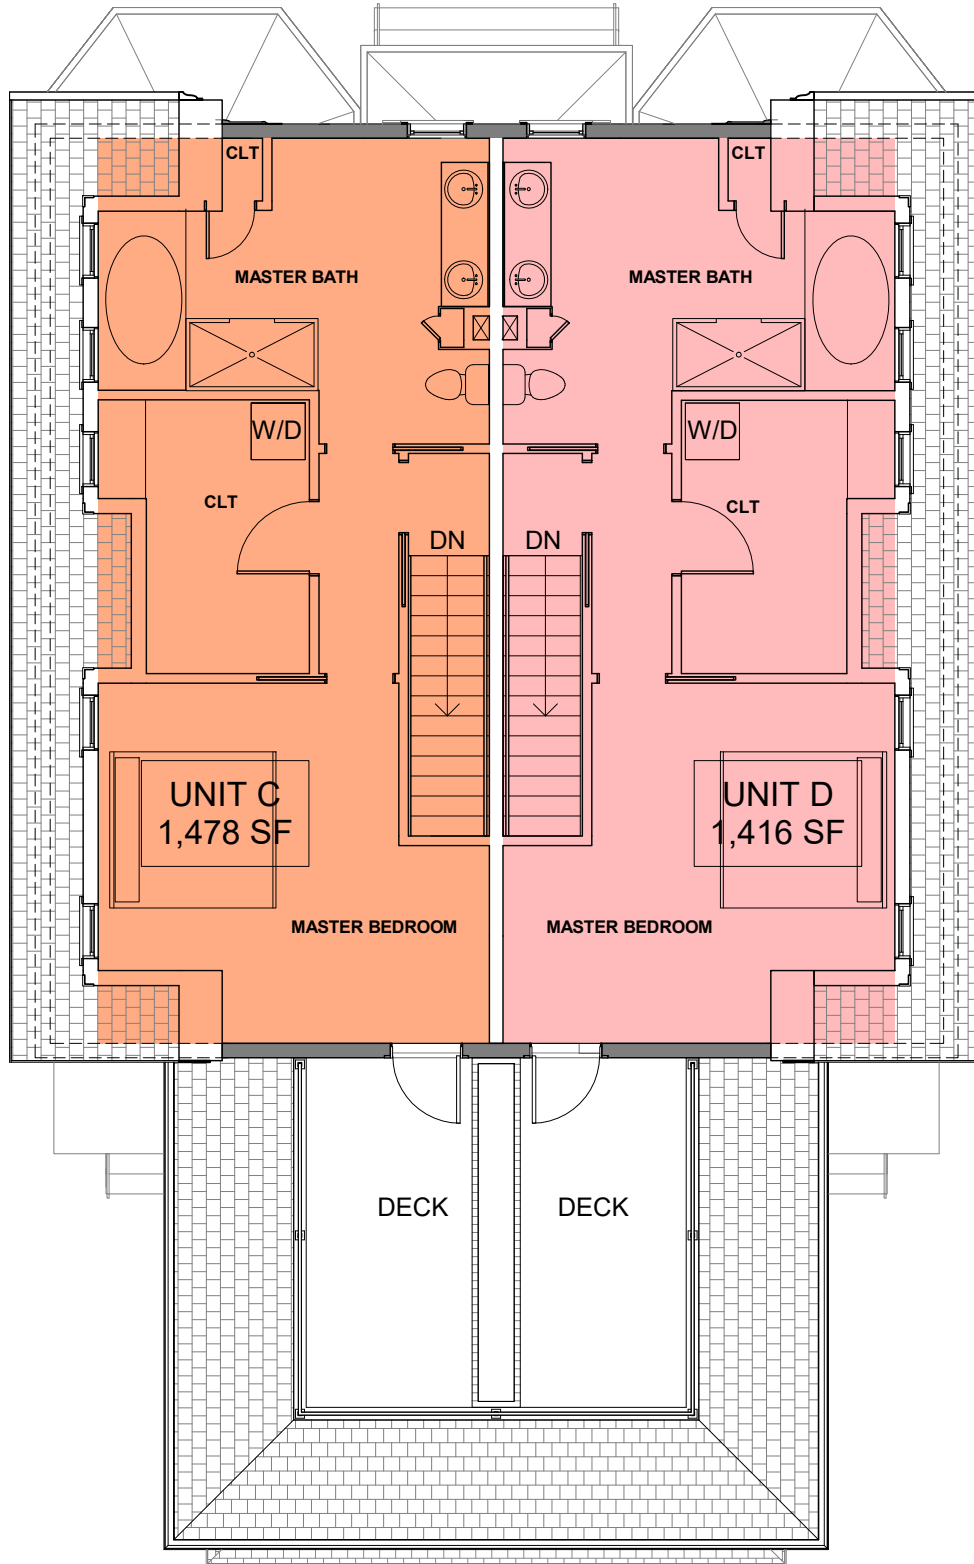 CLT
CLT
MASTER BATH
MASTER BATH
W/D
W/D
CLT
CLT
DN
DN
UNIT C
1,478 SF
UNIT D
1,416 SF
MASTER BEDROOM
MASTER BEDROOM
DECK
DECK